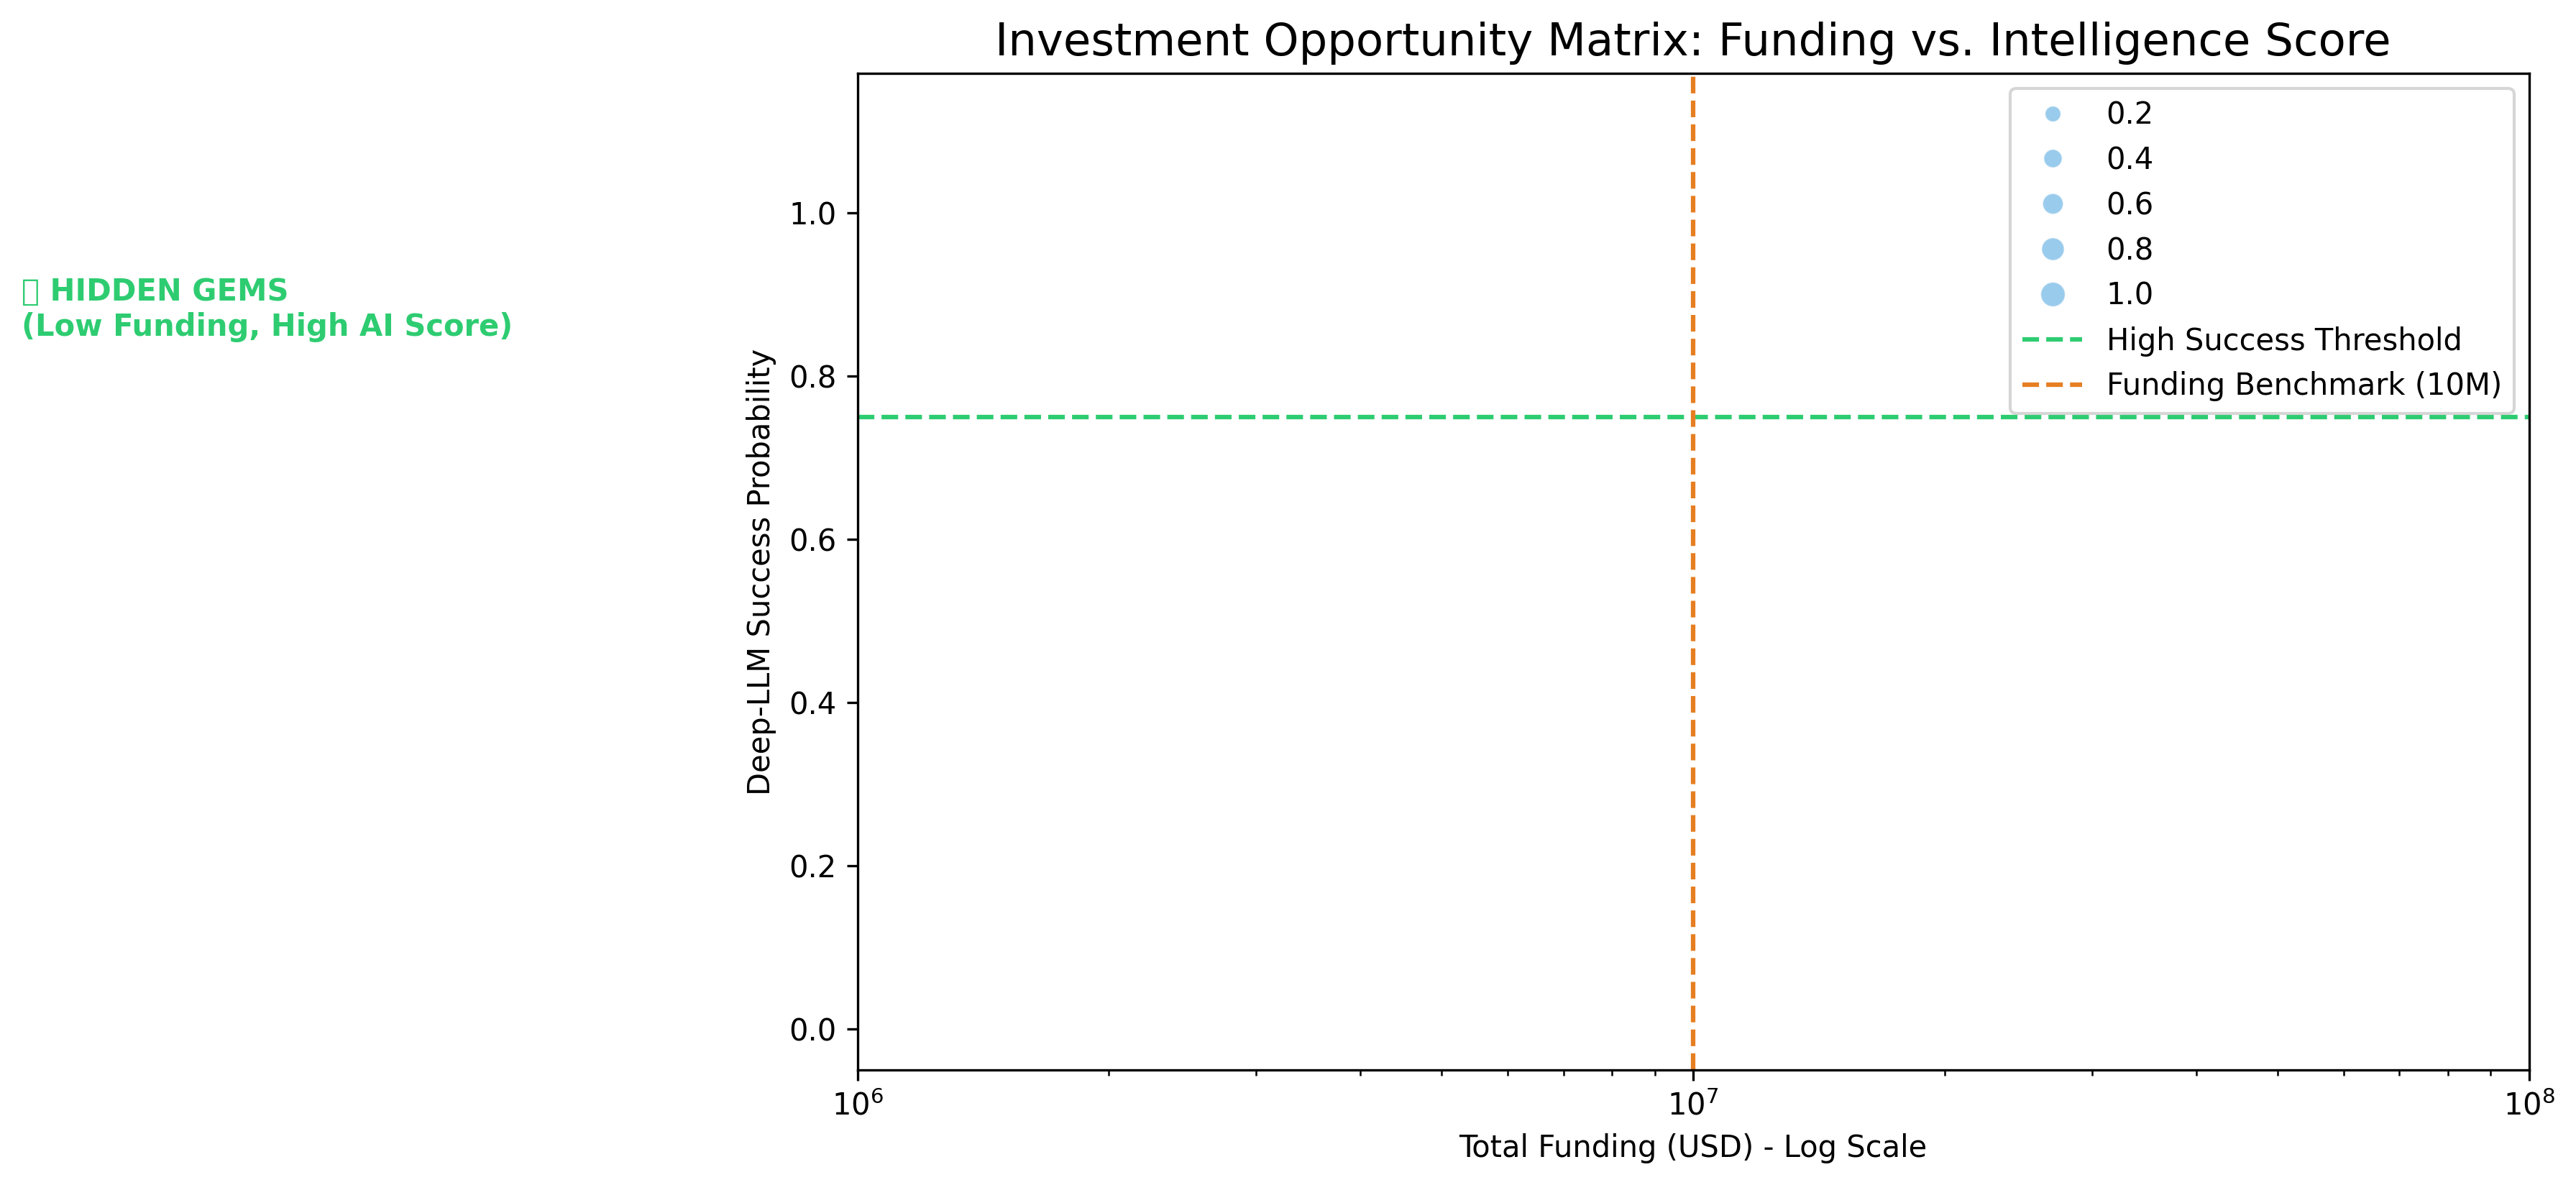 Investment Opportunity Matrix: Funding vs. Intelligence Score
HIDDEN GEMS
(Low Funding, High AI Score)
Deep-LLM Success Probability
1.0
0.8
0.6
0.4
0.2
0.0
0.2
0.4
0.6
0.8
1.0
High Success Threshold
Funding Benchmark (10M)
10⁶
10⁷
10⁸
Total Funding (USD) - Log Scale